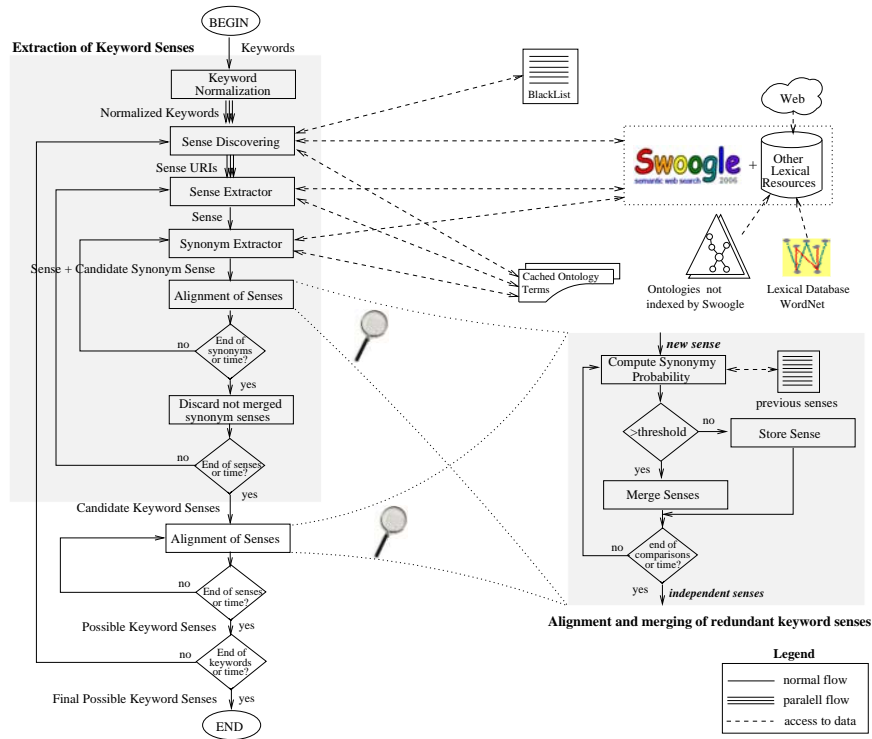 BEGIN
Extraction of Keyword Senses
Keywords
Keyword
Normalization
Normalized Keywords
Sense Discovering
Sense URIs
Sense Extractor
Sense
Synonym Extractor
Sense + Candidate Synonym Sense
Alignment of Senses
End of
synonyms
or time?
no
yes
Discard not merged
synonym senses
no
End of senses
or time?
yes
Candidate Keyword Senses
Alignment of Senses
no
End of senses
or time?
Possible Keyword Senses
yes
no
End of
keywords
or time?
Final Possible Keyword Senses
yes
END
BlackList
Web
Swoogle
semantic web search
2006
+
Other
Lexical
Resources
Cached Ontology
Terms
Ontologies not
indexed by Swoogle
W
Lexical Database
WordNet
new sense
Compute Synonymy
Probability
previous senses
>threshold
no
Store Sense
yes
Merge Senses
no
end of
comparisons
or time?
yes
independent senses
Alignment and merging of redundant keyword senses
Legend
normal flow
paralell flow
access to data